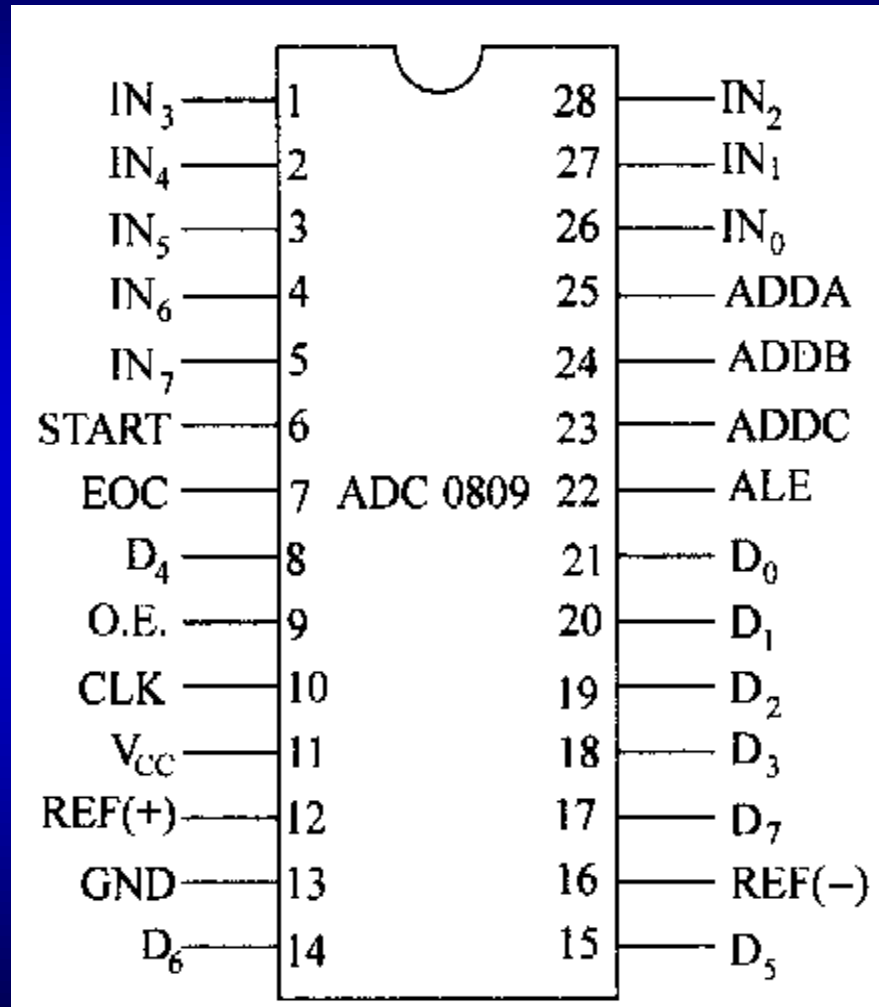 IN₃ 1 28 IN₂
IN₄ 2 27 IN₁
IN₅ 3 26 IN₀
IN₆ 4 25 ADDA
IN₇ 5 24 ADDB
START 6 23 ADDC
EOC 7 ADC 0809 22 ALE
D₄ 8 21 D₀
O.E. 9 20 D₁
CLK 10 19 D₂
V_CC 11 18 D₃
REF(+) 12 17 D₇
GND 13 16 REF(−)
D₆ 14 15 D₅